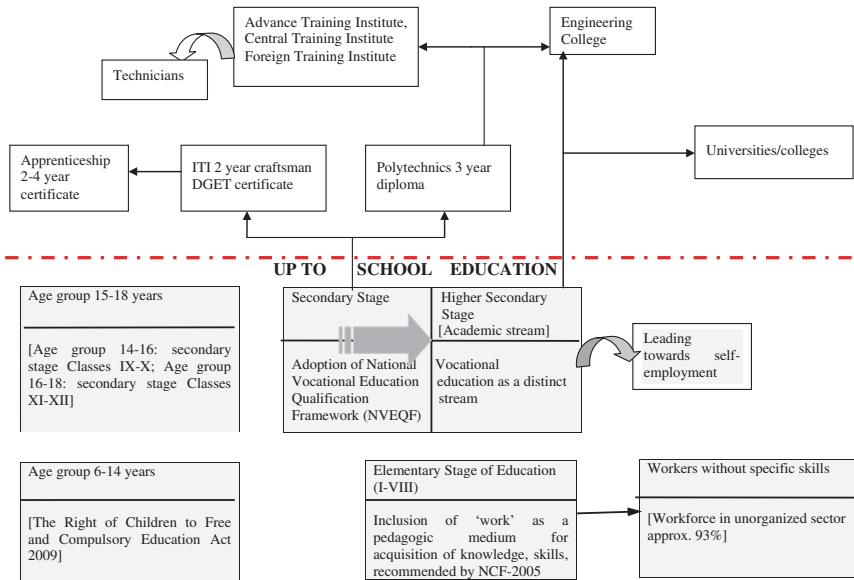 Advance Training Institute,
Central Training Institute
Foreign Training Institute
Engineering
College
Technicians
Apprenticeship
2-4 year
certificate
ITI 2 year craftsman
DGET certificate
Polytechnics 3 year
diploma
Universities/colleges
UP TO SCHOOL EDUCATION
Age group 15-18 years
[Age group 14-16: secondary
stage Classes IX-X; Age group
16-18: secondary stage Classes
XI-XII]
Secondary Stage
Adoption of National
Vocational Education
Qualification
Framework (NVEQF)
Higher Secondary
Stage
[Academic stream]
Vocational
education as a distinct
stream
Leading
towards self-
employment
Age group 6-14 years
[The Right of Children to Free
and Compulsory Education Act
2009]
Elementary Stage of Education
(I-VIII)
Inclusion of ‘work’ as a
pedagogic medium for
acquisition of knowledge, skills,
recommended by NCF-2005
Workers without specific skills
[Workforce in unorganized sector
approx. 93%]